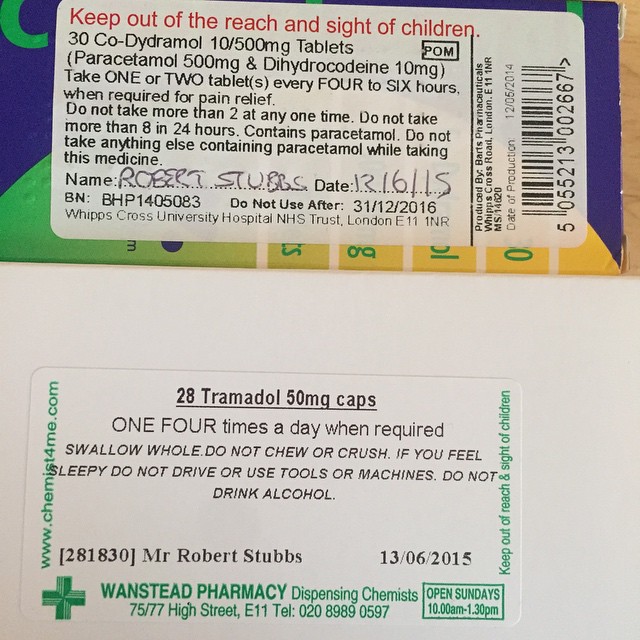 Keep out of the reach and sight of children.
30 Co-Dydramol 10/500mg Tablets
POM
(Paracetamol 500mg & Dihydrocodeine 10mg)
Take ONE or TWO tablet(s) every FOUR to SIX hours,
when required for pain relief.
Do not take more than 2 at any one time. Do not take
more than 8 in 24 hours. Contains paracetamol. Do not
take anything else containing paracetamol while taking
this medicine.
Name: ROBERT STUBBS Date: 12/6/15
BN: BHP1405083 Do Not Use After: 31/12/2016
Whipps Cross University Hospital NHS Trust, London E11 1NR
Produced By: Barts Pharmaceuticals
Whipps Cross Road, London, E11 1NR
MS 14620
Date of Production 12/05/2014
5 055213 002667 >
28 Tramadol 50mg caps
ONE FOUR times a day when required
SWALLOW WHOLE.DO NOT CHEW OR CRUSH. IF YOU FEEL
SLEEPY DO NOT DRIVE OR USE TOOLS OR MACHINES. DO NOT
DRINK ALCOHOL.
[281830] Mr Robert Stubbs 13/06/2015
WANSTEAD PHARMACY Dispensing Chemists
75/77 High Street, E11 Tel: 020 8989 0597
OPEN SUNDAYS
10.00am-1.30pm
www.chemist4me.com
Keep out of reach & sight of children